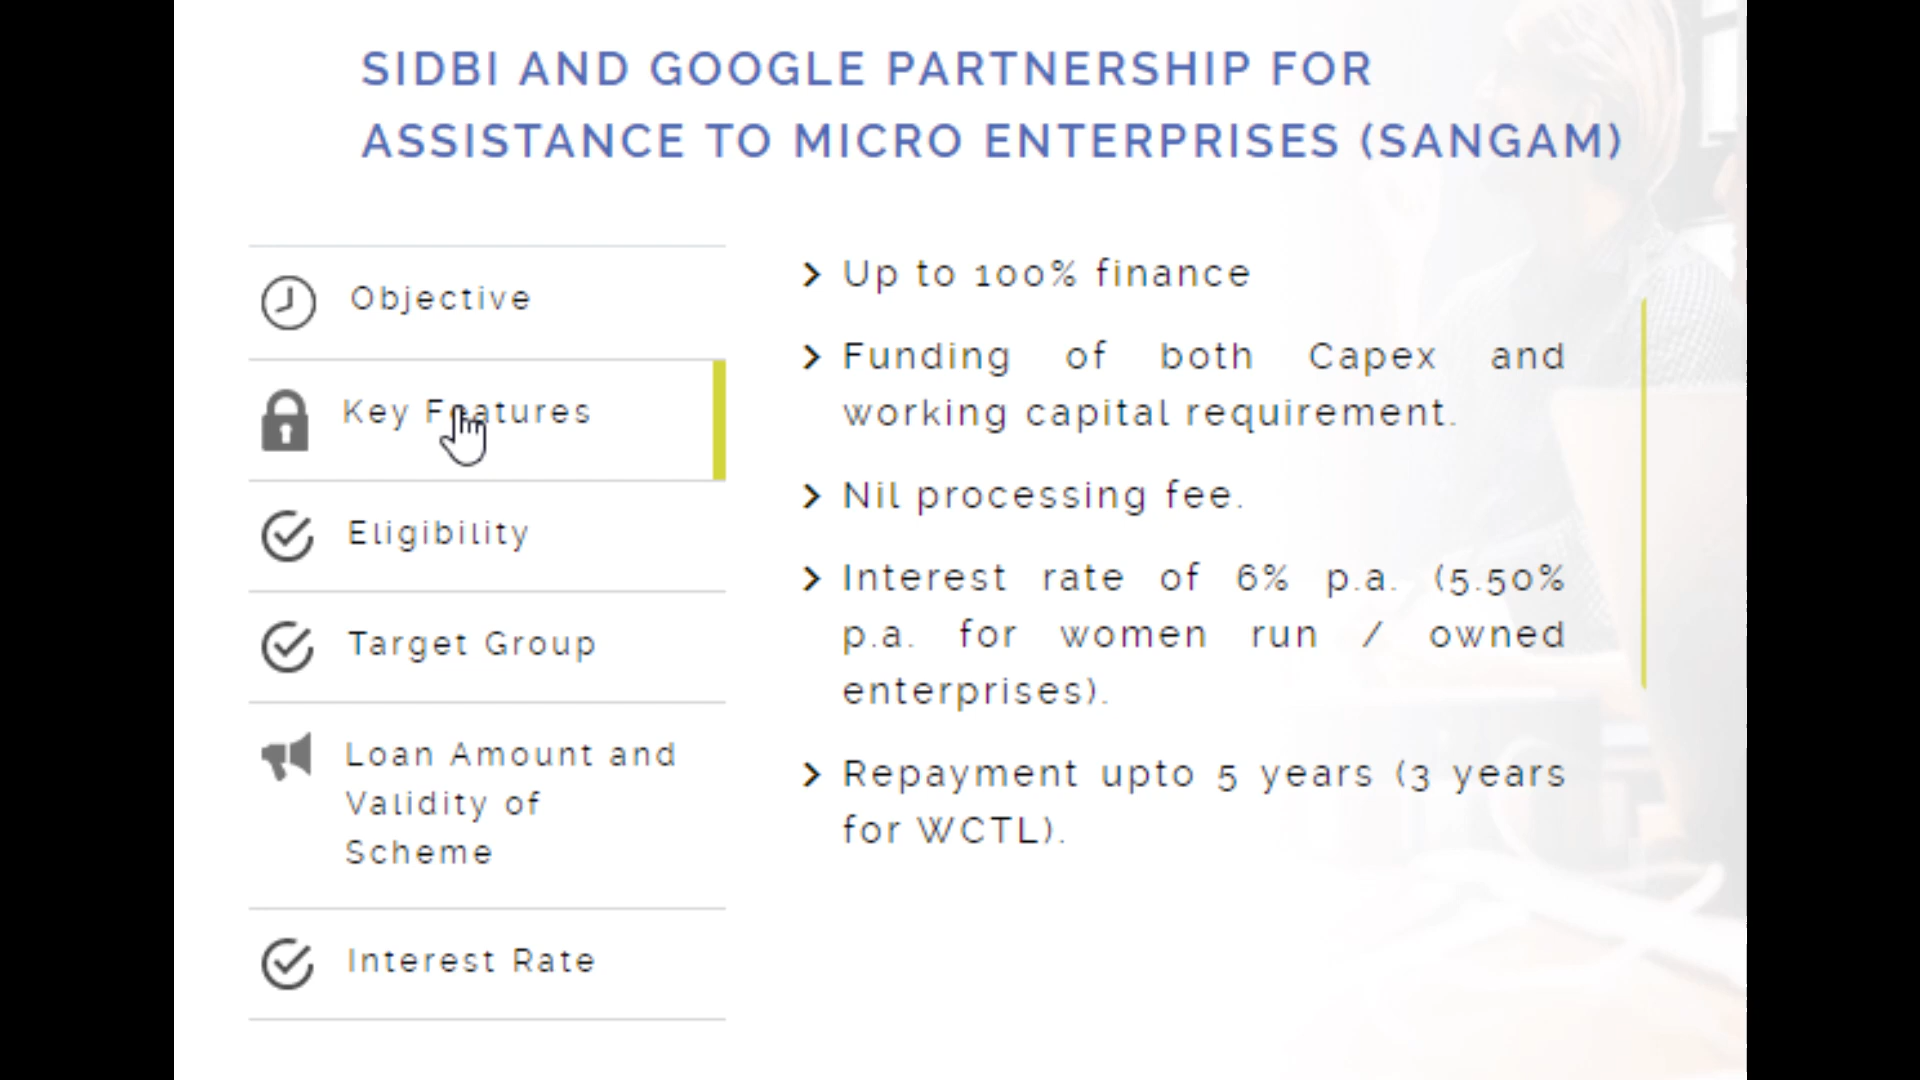 SIDBI AND GOOGLE PARTNERSHIP FOR
ASSISTANCE TO MICRO ENTERPRISES (SANGAM)
Objective
Key Features
Eligibility
Target Group
Loan Amount and
Validity of
Scheme
Interest Rate
Up to 100% finance
Funding of both Capex and
working capital requirement.
Nil processing fee.
Interest rate of 6% p.a. (5.50%
p.a. for women run / owned
enterprises).
Repayment upto 5 years (3 years
for WCTL).